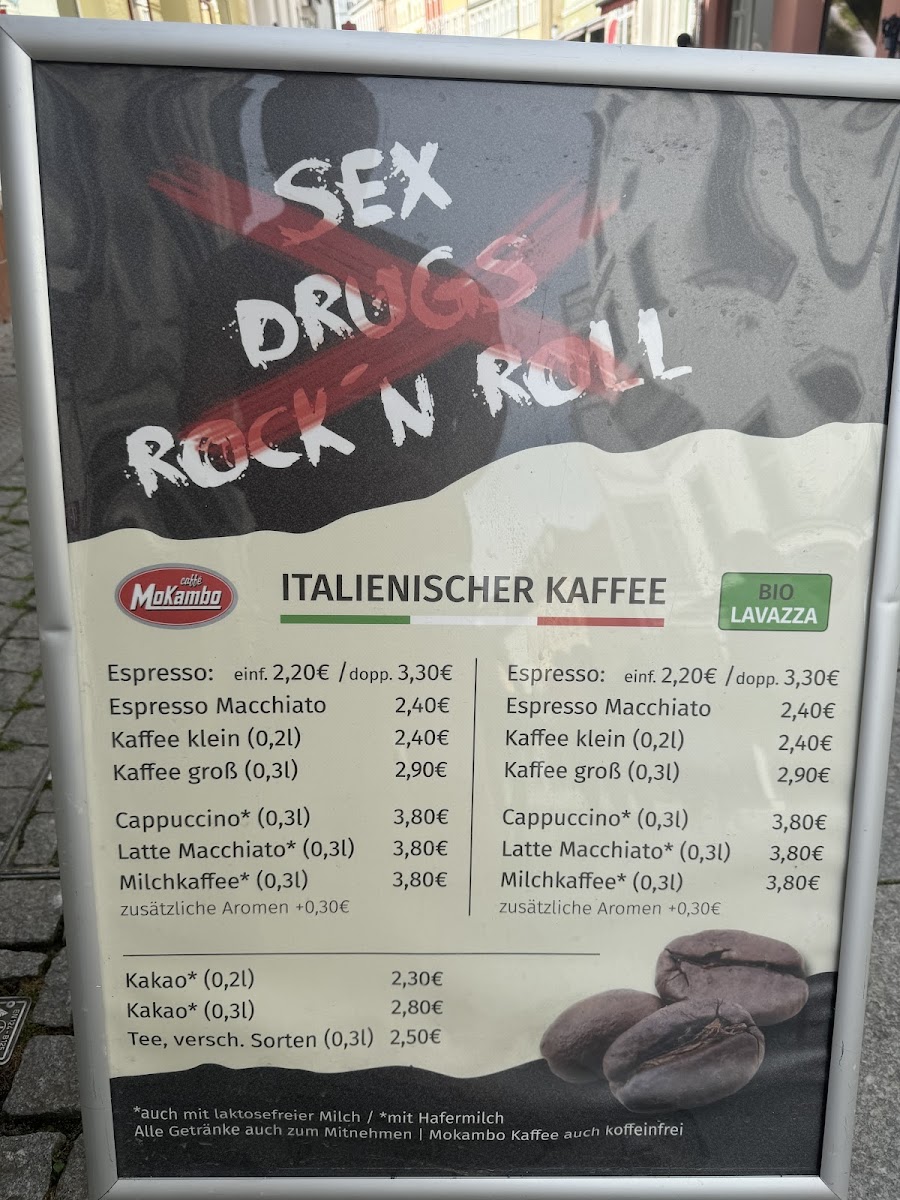 SEX
DRUGS
ROCK'N ROLL
caffè
MoKambo
ITALIENISCHER KAFFEE
BIO
LAVAZZA
Espresso: einf. 2,20€ / dopp. 3,30€
Espresso Macchiato 2,40€
Kaffee klein (0,2l) 2,40€
Kaffee groß (0,3l) 2,90€
Cappuccino* (0,3l) 3,80€
Latte Macchiato* (0,3l) 3,80€
Milchkaffee* (0,3l) 3,80€
zusätzliche Aromen +0,30€
Espresso: einf. 2,20€ / dopp. 3,30€
Espresso Macchiato 2,40€
Kaffee klein (0,2l) 2,40€
Kaffee groß (0,3l) 2,90€
Cappuccino* (0,3l) 3,80€
Latte Macchiato* (0,3l) 3,80€
Milchkaffee* (0,3l) 3,80€
zusätzliche Aromen +0,30€
Kakao* (0,2l) 2,30€
Kakao* (0,3l) 2,80€
Tee, versch. Sorten (0,3l) 2,50€
*auch mit laktosefreier Milch / *mit Hafermilch
Alle Getränke auch zum Mitnehmen | Mokambo Kaffee auch koffeinfrei